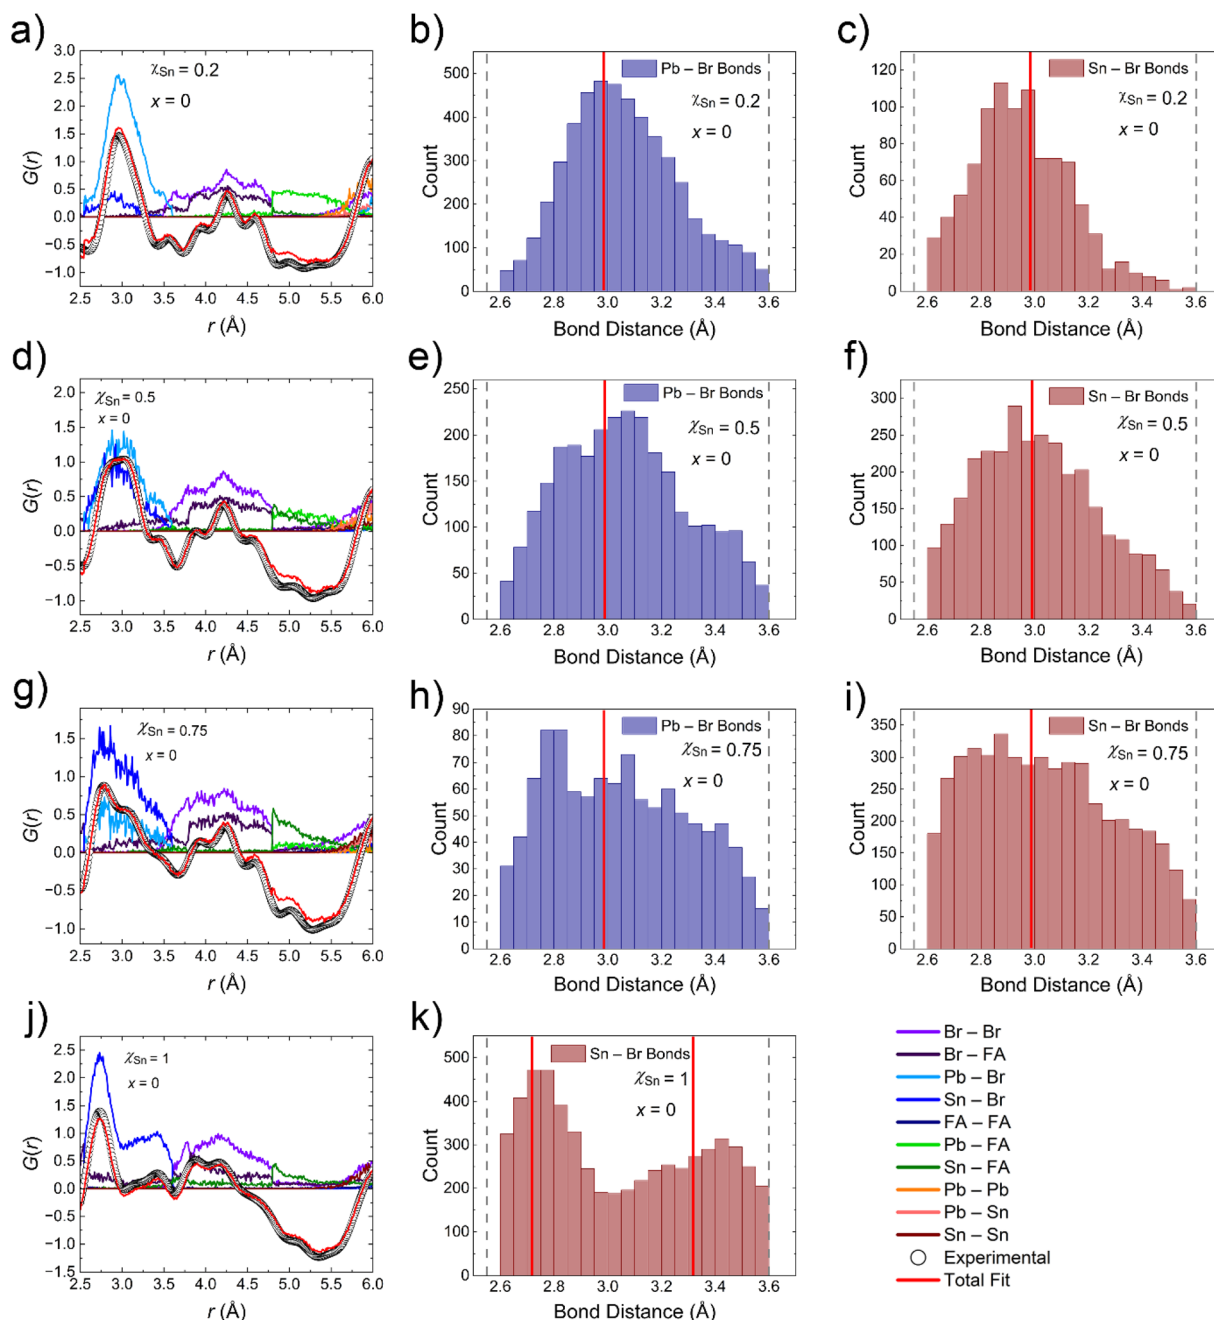 a)
3.0
2.5
2.0
1.5
1.0
0.5
0.0
−0.5
−1.0
G(r)
χSn = 0.2
x = 0
2.5 3.0 3.5 4.0 4.5 5.0 5.5 6.0
r (Å)
b)
500
400
300
200
100
0
Count
Pb – Br Bonds
χSn = 0.2
x = 0
2.6 2.8 3.0 3.2 3.4 3.6
Bond Distance (Å)
c)
120
100
80
60
40
20
0
Count
Sn – Br Bonds
χSn = 0.2
x = 0
2.6 2.8 3.0 3.2 3.4 3.6
Bond Distance (Å)
d)
2.0
1.5
1.0
0.5
0.0
−0.5
−1.0
G(r)
χSn = 0.5
x = 0
2.5 3.0 3.5 4.0 4.5 5.0 5.5 6.0
r (Å)
e)
250
200
150
100
50
0
Count
Pb – Br Bonds
χSn = 0.5
x = 0
2.6 2.8 3.0 3.2 3.4 3.6
Bond Distance (Å)
f)
300
250
200
150
100
50
0
Count
Sn – Br Bonds
χSn = 0.5
x = 0
2.6 2.8 3.0 3.2 3.4 3.6
Bond Distance (Å)
g)
1.5
1.0
0.5
0.0
−0.5
−1.0
G(r)
χSn = 0.75
x = 0
2.5 3.0 3.5 4.0 4.5 5.0 5.5 6.0
r (Å)
h)
90
80
70
60
50
40
30
20
10
0
Count
Pb – Br Bonds
χSn = 0.75
x = 0
2.6 2.8 3.0 3.2 3.4 3.6
Bond Distance (Å)
i)
350
300
250
200
150
100
50
0
Count
Sn – Br Bonds
χSn = 0.75
x = 0
2.6 2.8 3.0 3.2 3.4 3.6
Bond Distance (Å)
j)
2.5
2.0
1.5
1.0
0.5
0.0
−0.5
−1.0
−1.5
G(r)
χSn = 1
x = 0
2.5 3.0 3.5 4.0 4.5 5.0 5.5 6.0
r (Å)
k)
500
400
300
200
100
0
Count
Sn – Br Bonds
χSn = 1
x = 0
2.6 2.8 3.0 3.2 3.4 3.6
Bond Distance (Å)
Br – Br
Br – FA
Pb – Br
Sn – Br
FA – FA
Pb – FA
Sn – FA
Pb – Pb
Pb – Sn
Sn – Sn
Experimental
Total Fit